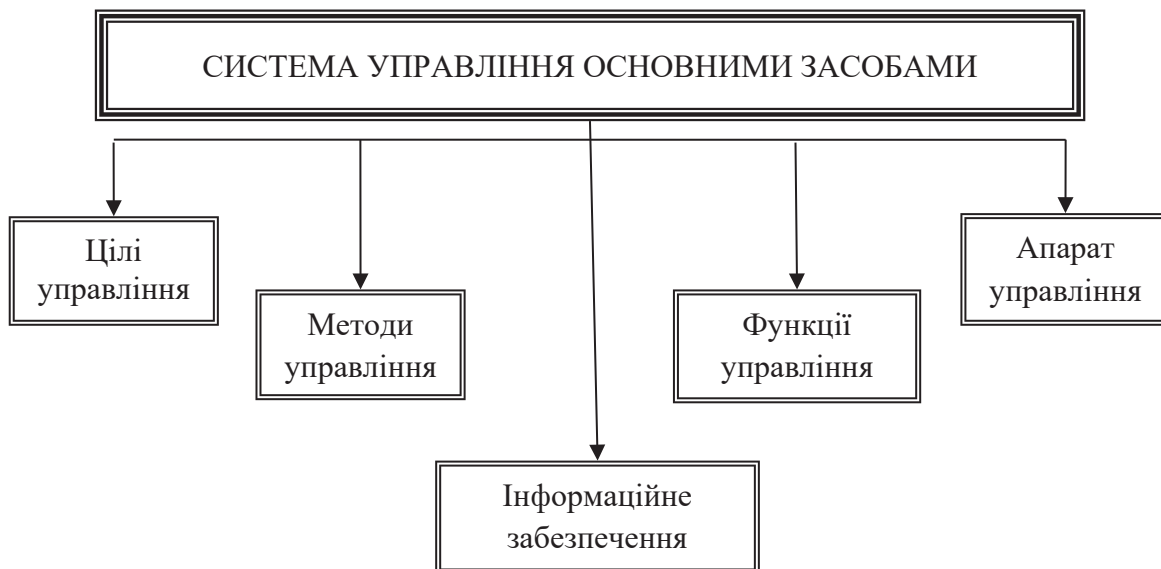 СИСТЕМА УПРАВЛІННЯ ОСНОВНИМИ ЗАСОБАМИ
Цілі
управління
Методи
управління
Функції
управління
Апарат
управління
Інформаційне
забезпечення